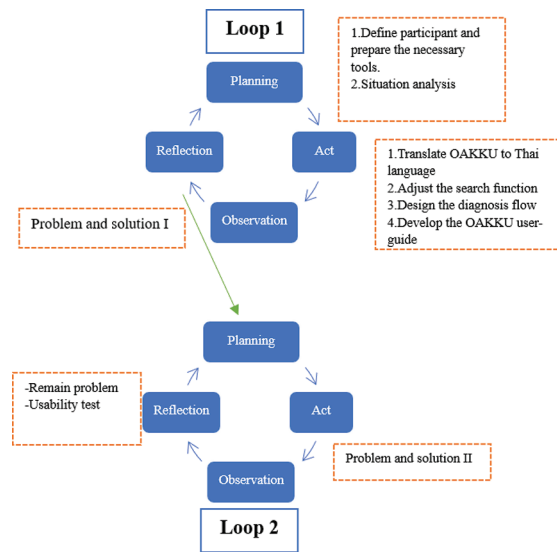 Loop 1
Planning
1.Define participant and
prepare the necessary
tools.
2.Situation analysis
Reflection
Act
1.Translate OAKKU to Thai
language
2.Adjust the search function
3.Design the diagnosis flow
4.Develop the OAKKU user-
guide
Problem and solution I
Observation
Planning
-Remain problem
-Usability test
Reflection
Act
Problem and solution II
Observation
Loop 2